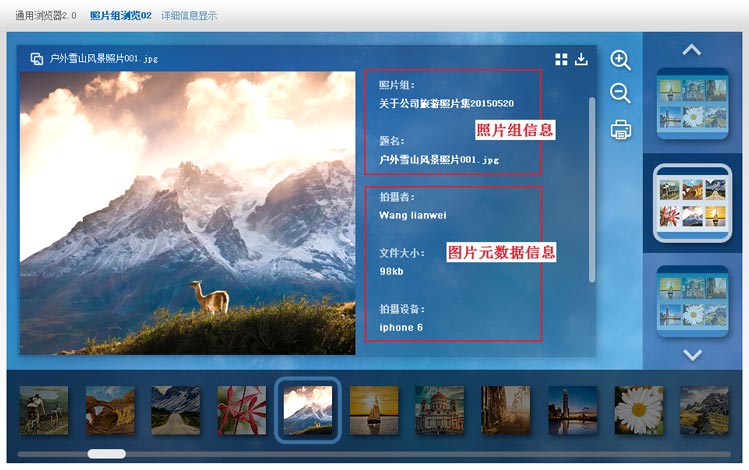 通用浏览器2.0 照片组浏览02 详细信息显示
户外雪山风景照片001.jpg
照片组:
关于公司旅游照片集20150520
照片组信息
题名:
户外雪山风景照片001.jpg
拍摄者:
Wang lianwei
文件大小:
图片元数据信息
98kb
拍摄设备:
iphone 6